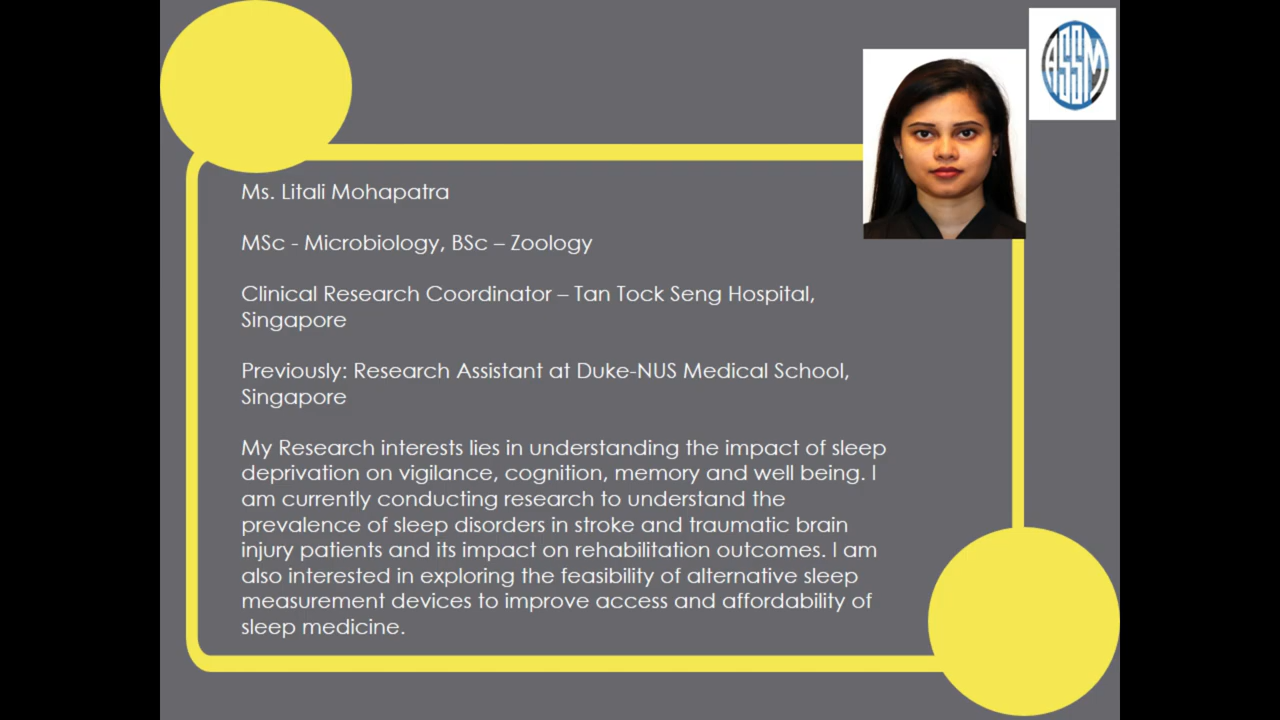 ASSM
Ms. Litali Mohapatra
MSc - Microbiology, BSc – Zoology
Clinical Research Coordinator – Tan Tock Seng Hospital,
Singapore
Previously: Research Assistant at Duke-NUS Medical School,
Singapore
My Research interests lies in understanding the impact of sleep
deprivation on vigilance, cognition, memory and well being. I
am currently conducting research to understand the
prevalence of sleep disorders in stroke and traumatic brain
injury patients and its impact on rehabilitation outcomes. I am
also interested in exploring the feasibility of alternative sleep
measurement devices to improve access and affordability of
sleep medicine.